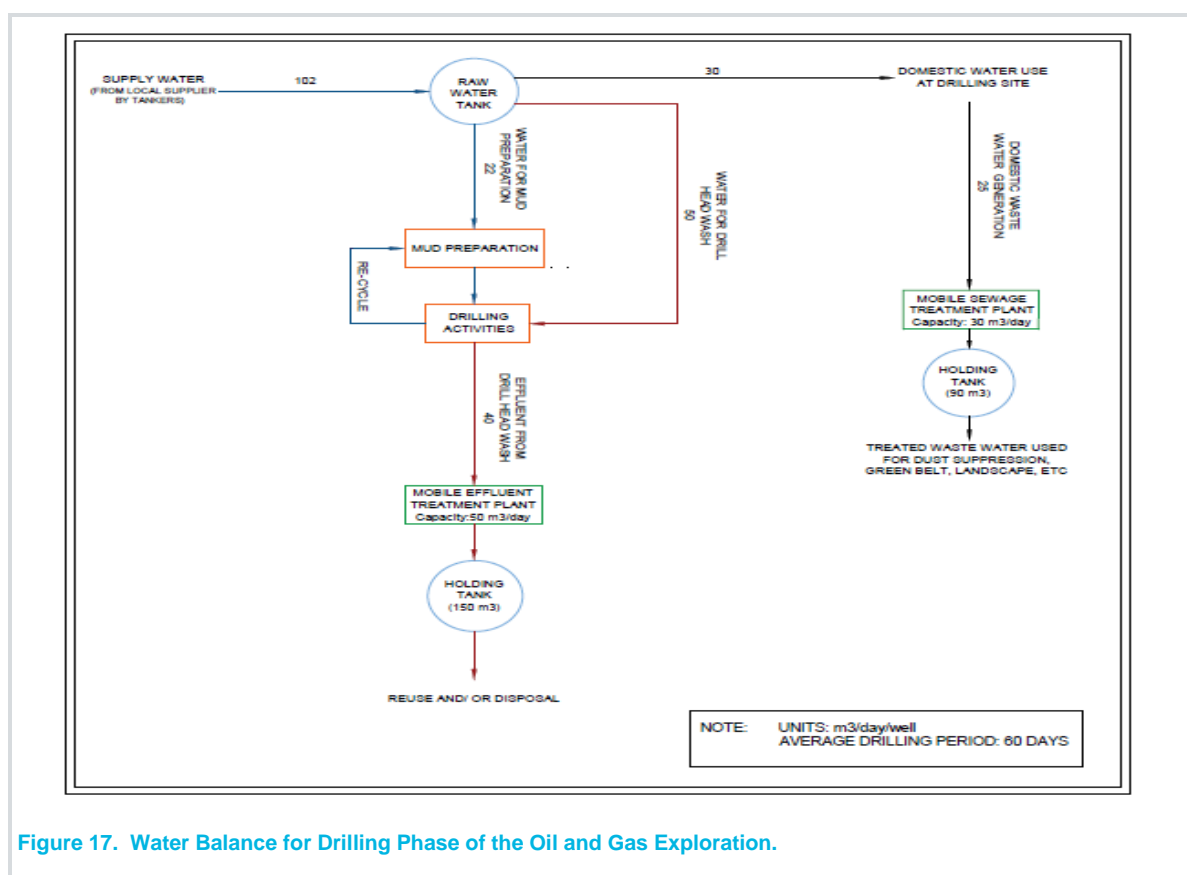 SUPPLY WATER
(FROM LOCAL SUPPLIER
BY TANKERS)
102
RAW
WATER
TANK
30
DOMESTIC WATER USE
AT DRILLING SITE
WATER FOR MUD
PREPARATION
22
WATER FOR DRILL
HEAD WASH
50
DOMESTIC WASTE
WATER GENERATION
25
MUD PREPARATION
RE-CYCLE
DRILLING
ACTIVITIES
MOBILE SEWAGE
TREATMENT PLANT
Capacity: 30 m3/day
HOLDING
TANK
(90 m3)
TREATED WASTE WATER USED
FOR DUST SUPPRESSION,
GREEN BELT, LANDSCAPE, ETC
EFFLUENT FROM
DRILL HEAD WASH
40
MOBILE EFFLUENT
TREATMENT PLANT
Capacity:50 m3/day
HOLDING
TANK
(150 m3)
REUSE AND/ OR DISPOSAL
NOTE: UNITS: m3/day/well
AVERAGE DRILLING PERIOD: 60 DAYS
Figure 17. Water Balance for Drilling Phase of the Oil and Gas Exploration.